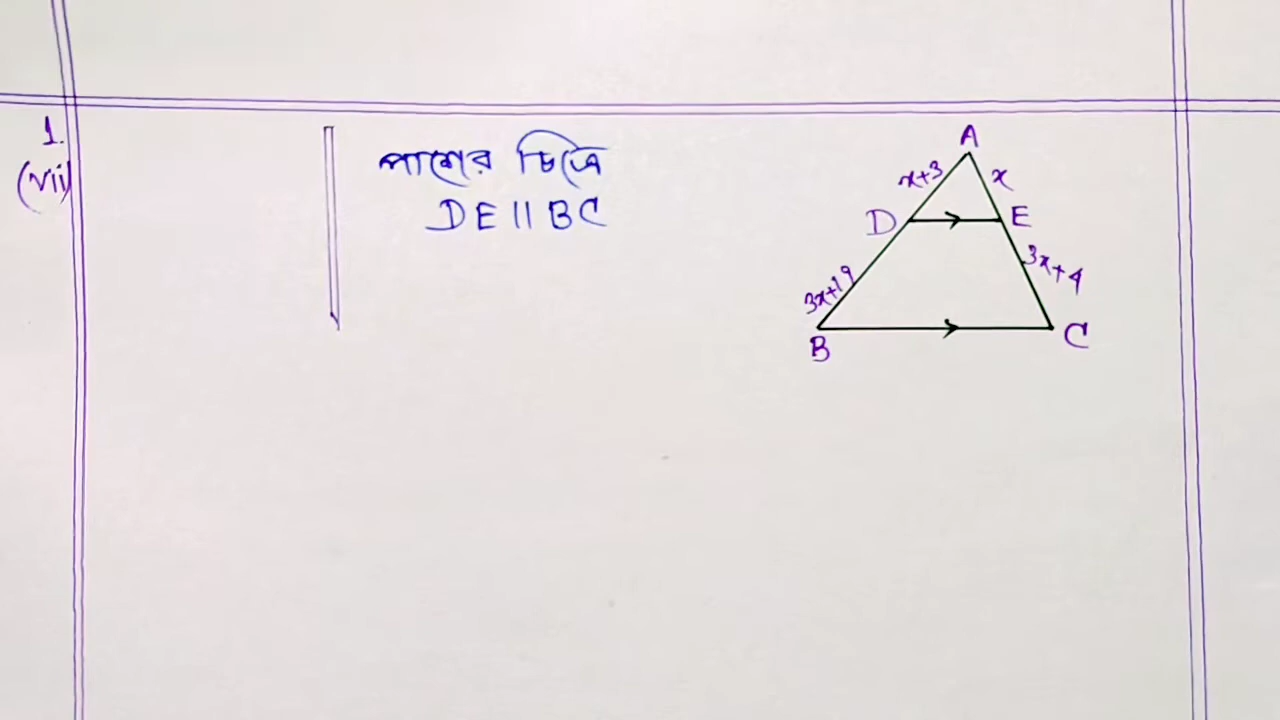 1.
(vii)
পাশের চিত্রে
DE || BC
A
x+3
x
D
E
3x+19
3x+4
B
C